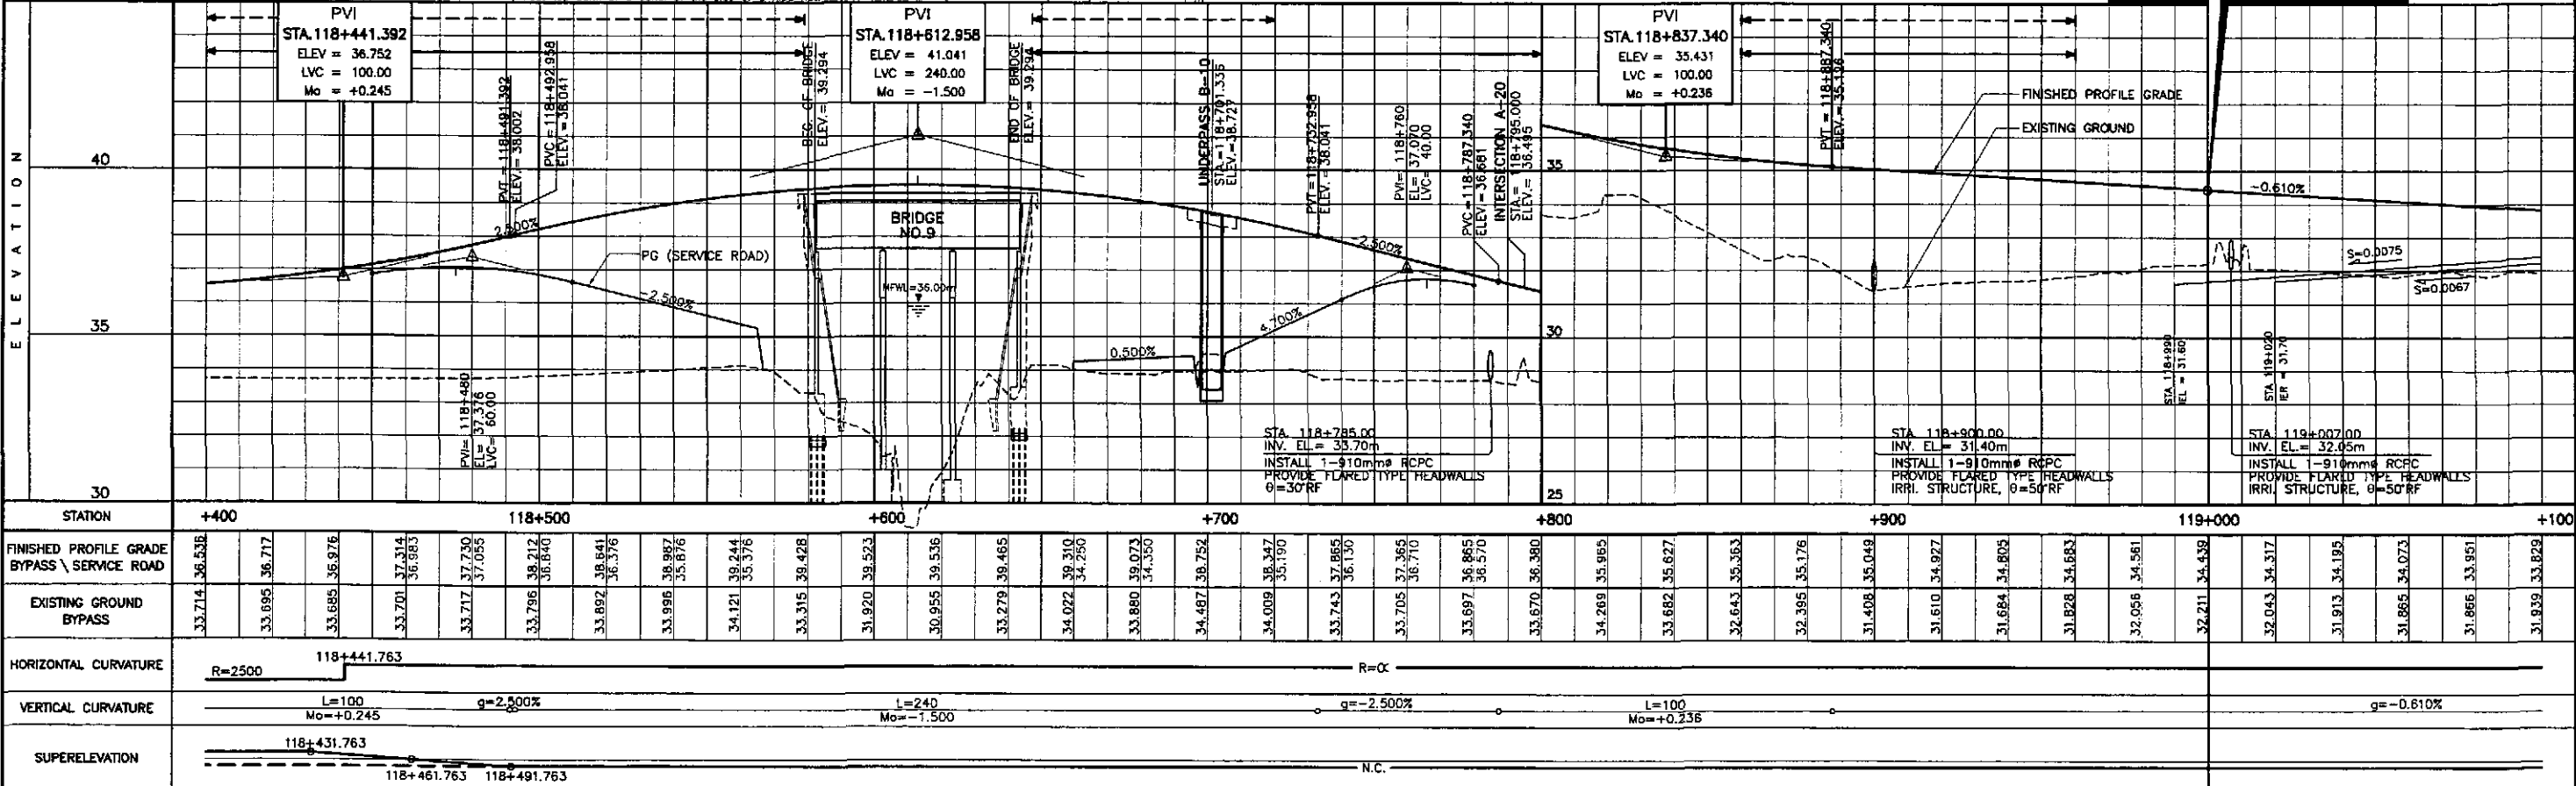 PVI
STA.118+441.392
ELEV = 36.752
LVC = 100.00
Mo = +0.245
PVI
STA.118+612.958
ELEV = 41.041
LVC = 240.00
Mo = -1.500
PVI
STA.118+837.340
ELEV = 35.431
LVC = 100.00
Mo = +0.236
PVT = 118+491.392
ELEV. = 38.002
PVC = 118+492.958
ELEV.= 38.041
BEG. OF BRIDGE
ELEV.= 39.294
END OF BRIDGE
ELEV.= 39.294
UNDERPASS B-10
STA.=118+701.335
ELEV.=38.727
PVT = 118+732.958
ELEV. = 38.041
PVI= 118+760
EL= 37.070
LVC= 40.00
PVC= 118+787.340
ELEV.= 36.681
INTERSECTION A-20
STA.= 118+795.000
ELEV.= 36.495
PVT = 118+887.340
ELEV.= 35.126
FINISHED PROFILE GRADE
EXISTING GROUND
ELEVATION
40
35
30
35
30
25
2.500%
PG (SERVICE ROAD)
-2.500%
BRIDGE
NO.9
MFWL=36.00m
0.500%
4.700%
-2.500%
-0.610%
S=0.0075
S=0.0067
PVI= 118+480
EL= 37.376
LVC= 60.00
STA. 118+785.00
INV. EL.= 33.70m
INSTALL 1-910mmø RCPC
PROVIDE FLARED TYPE HEADWALLS
θ=30°RF
STA. 118+900.00
INV. EL.= 31.40m
INSTALL 1-910mmø RCPC
PROVIDE FLARED TYPE HEADWALLS
IRRI. STRUCTURE, θ=50°RF
STA. 118+990
IEL = 31.60
STA. 119+020
IER = 31.70
STA. 119+007.00
INV. EL.= 32.05m
INSTALL 1-910mmø RCPC
PROVIDE FLARED TYPE HEADWALLS
IRRI. STRUCTURE, θ=50°RF
STATION +400 118+500 +600 +700 +800 +900 119+000 +100
FINISHED PROFILE GRADE
BYPASS \ SERVICE ROAD
36.538 36.717 36.976 37.314 37.730 38.212 38.641 38.987 39.244 39.428 39.523 39.536 39.465 39.310 39.073 38.752 38.347 37.865 37.365 36.865 36.380 35.965 35.627 35.363 35.176 35.049 34.927 34.805 34.683 34.561 34.439 34.317 34.195 34.073 33.951 33.829
36.983 37.055 36.840 36.376 35.876 35.376 34.250 34.350 35.190 36.130 36.710 36.570
EXISTING GROUND
BYPASS
33.714 33.695 33.685 33.701 33.717 33.796 33.892 33.996 34.121 33.315 31.920 30.955 33.279 34.022 33.880 34.487 34.009 33.743 33.705 33.697 33.670 34.269 33.682 32.643 32.395 31.408 31.610 31.684 31.828 32.056 32.211 32.043 31.913 31.865 31.866 31.939
HORIZONTAL CURVATURE
R=2500
118+441.763
R=∝
VERTICAL CURVATURE
L=100
Mo=+0.245
g=2.500%
L=240
Mo=-1.500
g=-2.500%
L=100
Mo=+0.236
g=-0.610%
SUPERELEVATION
118+431.763
118+461.763
118+491.763
N.C.